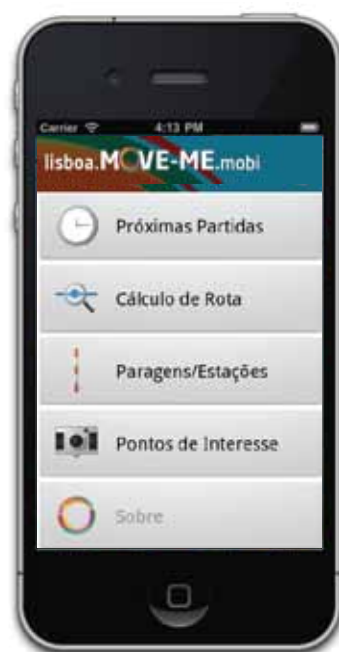 Carrier 4:13 PM
lisboa.MOVE-ME.mobi
Próximas Partidas
Cálculo de Rota
Paragens/Estações
Pontos de Interesse
Sobre